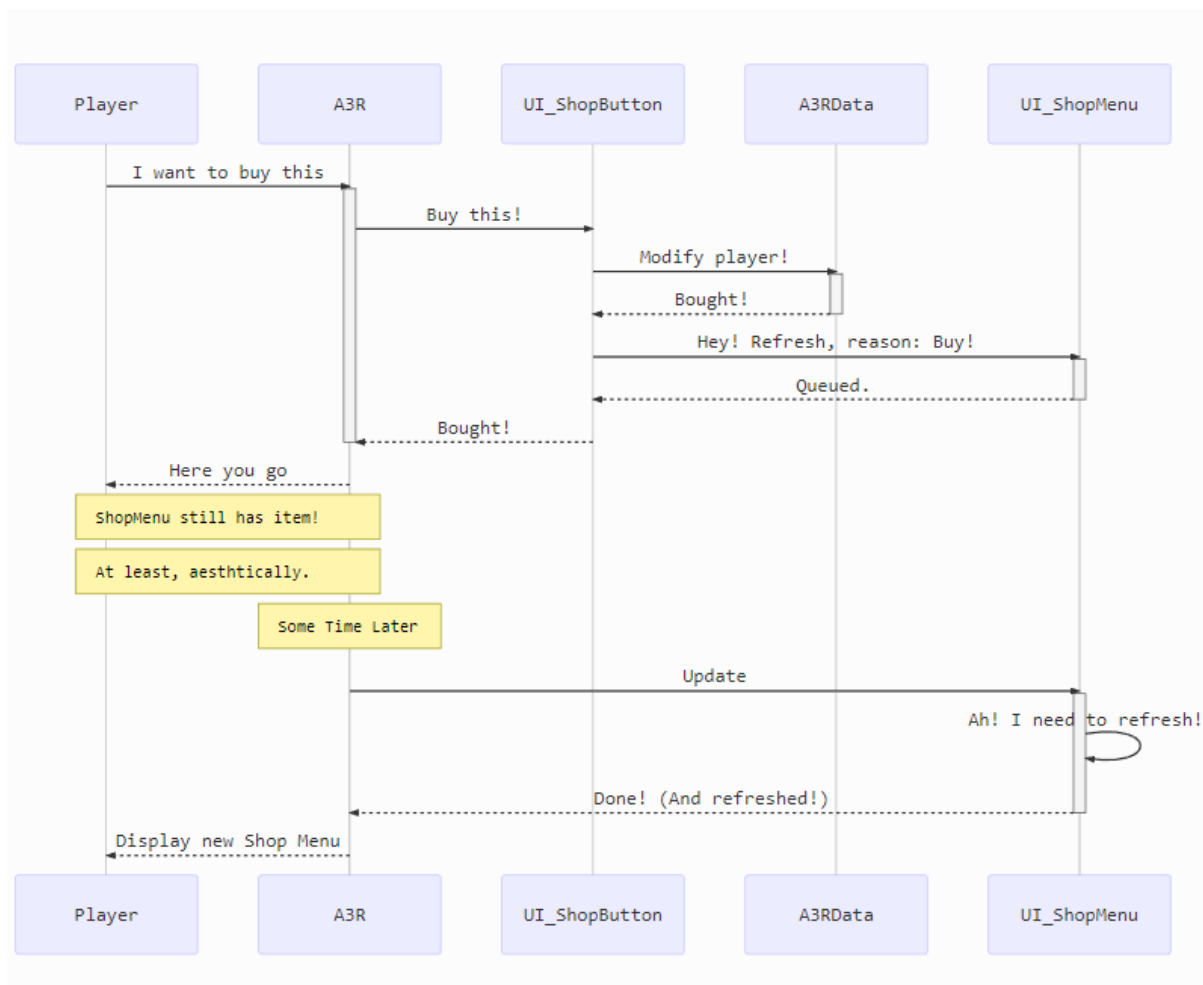 Player
A3R
UI_ShopButton
A3RData
UI_ShopMenu
I want to buy this
Buy this!
Modify player!
Bought!
Hey! Refresh, reason: Buy!
Queued.
Bought!
Here you go
ShopMenu still has item!
At least, aesthtically.
Some Time Later
Update
Ah! I need to refresh!
Done! (And refreshed!)
Display new Shop Menu
Player
A3R
UI_ShopButton
A3RData
UI_ShopMenu